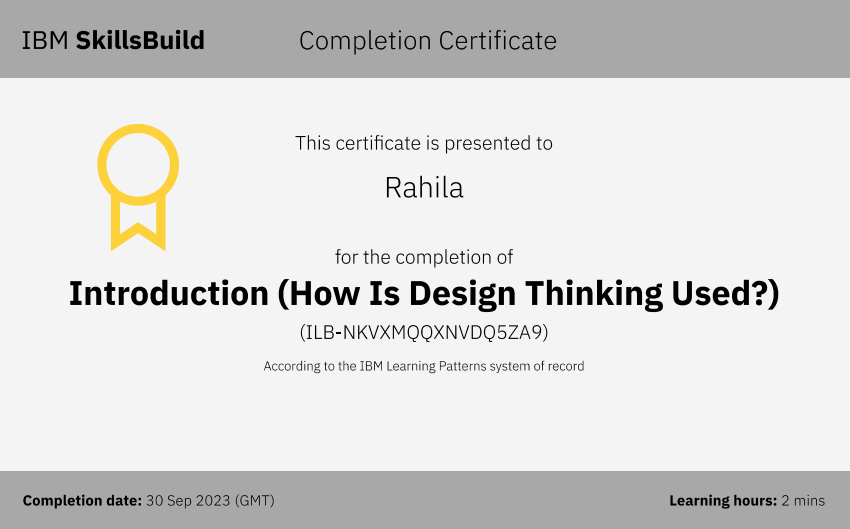 IBM SkillsBuild
Completion Certificate
This certificate is presented to
Rahila
for the completion of
Introduction (How Is Design Thinking Used?)
(ILB-NKVXMQQXNVDQ5ZA9)
According to the IBM Learning Patterns system of record
Completion date: 30 Sep 2023 (GMT)
Learning hours: 2 mins